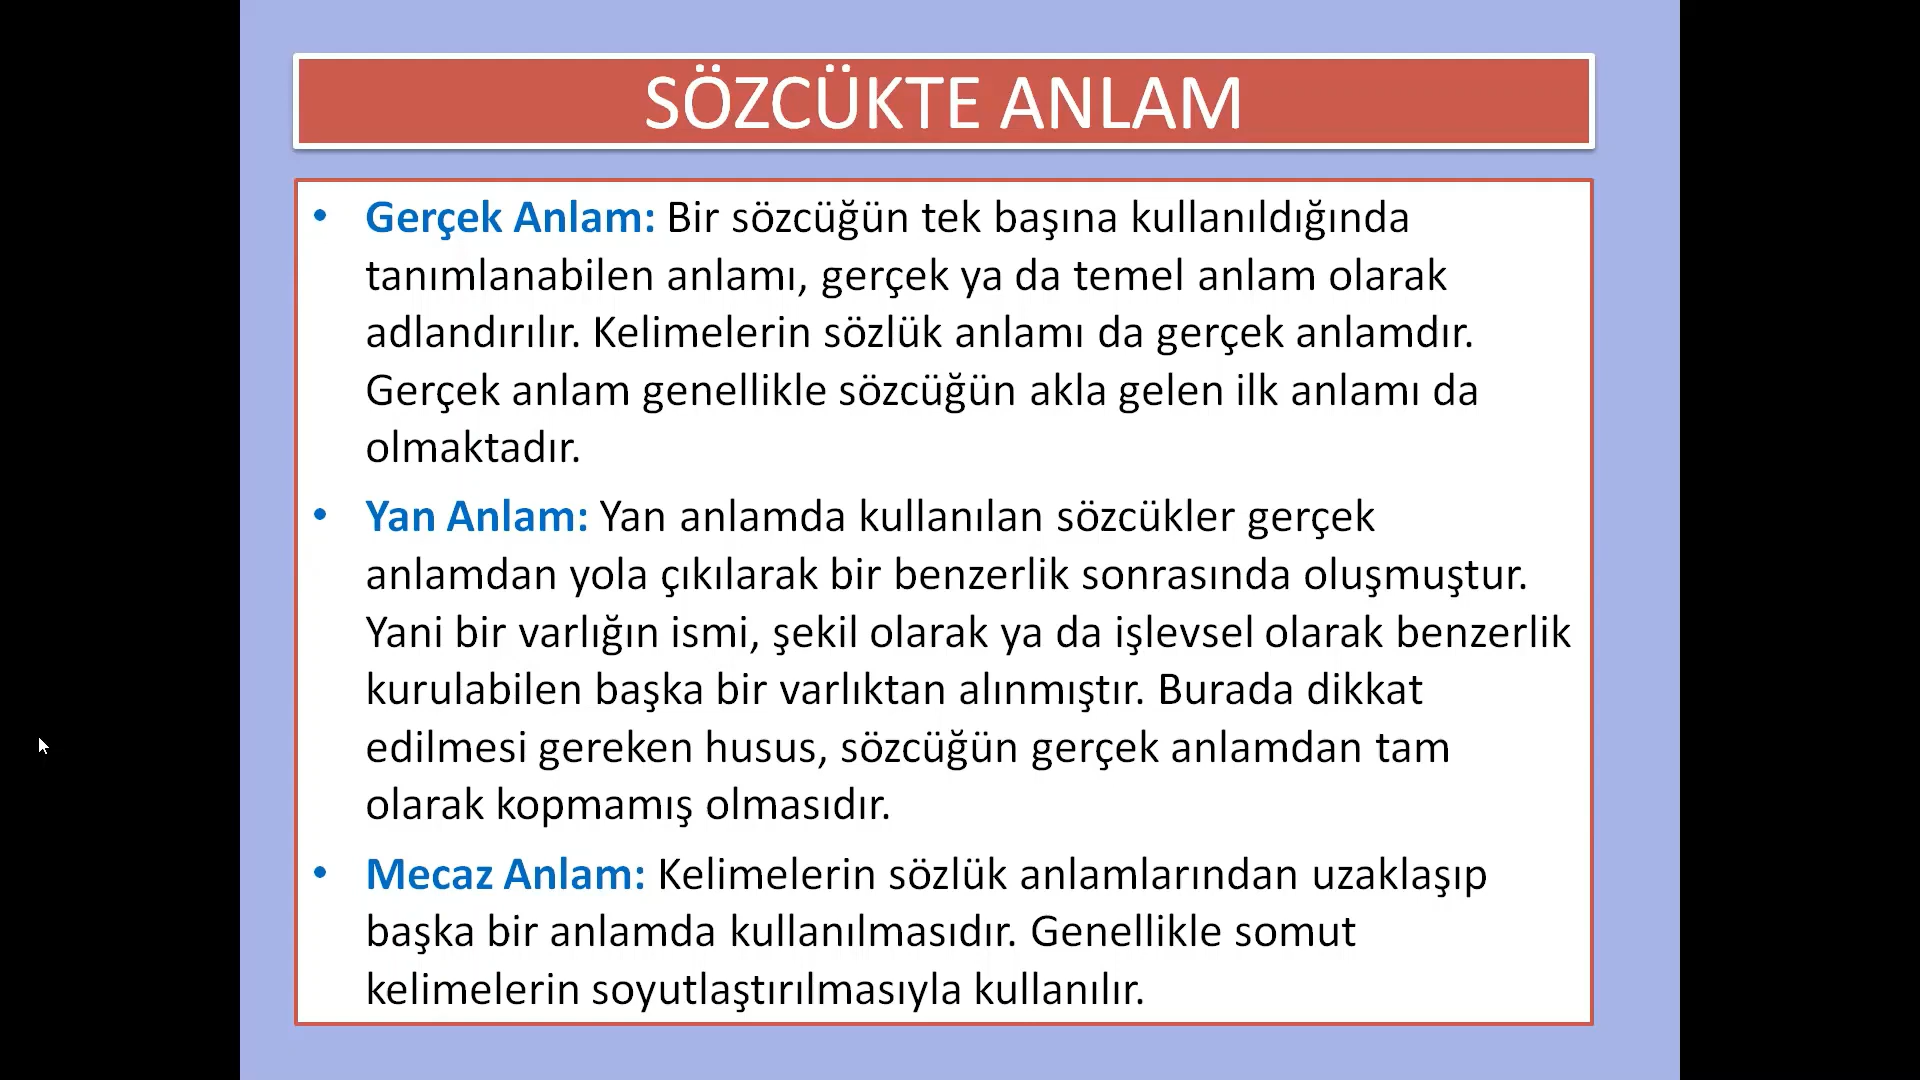 SÖZCÜKTE ANLAM
• Gerçek Anlam: Bir sözcüğün tek başına kullanıldığında
tanımlanabilen anlamı, gerçek ya da temel anlam olarak
adlandırılır. Kelimelerin sözlük anlamı da gerçek anlamdır.
Gerçek anlam genellikle sözcüğün akla gelen ilk anlamı da
olmaktadır.
• Yan Anlam: Yan anlamda kullanılan sözcükler gerçek
anlamdan yola çıkılarak bir benzerlik sonrasında oluşmuştur.
Yani bir varlığın ismi, şekil olarak ya da işlevsel olarak benzerlik
kurulabilen başka bir varlıktan alınmıştır. Burada dikkat
edilmesi gereken husus, sözcüğün gerçek anlamdan tam
olarak kopmamış olmasıdır.
• Mecaz Anlam: Kelimelerin sözlük anlamlarından uzaklaşıp
başka bir anlamda kullanılmasıdır. Genellikle somut
kelimelerin soyutlaştırılmasıyla kullanılır.